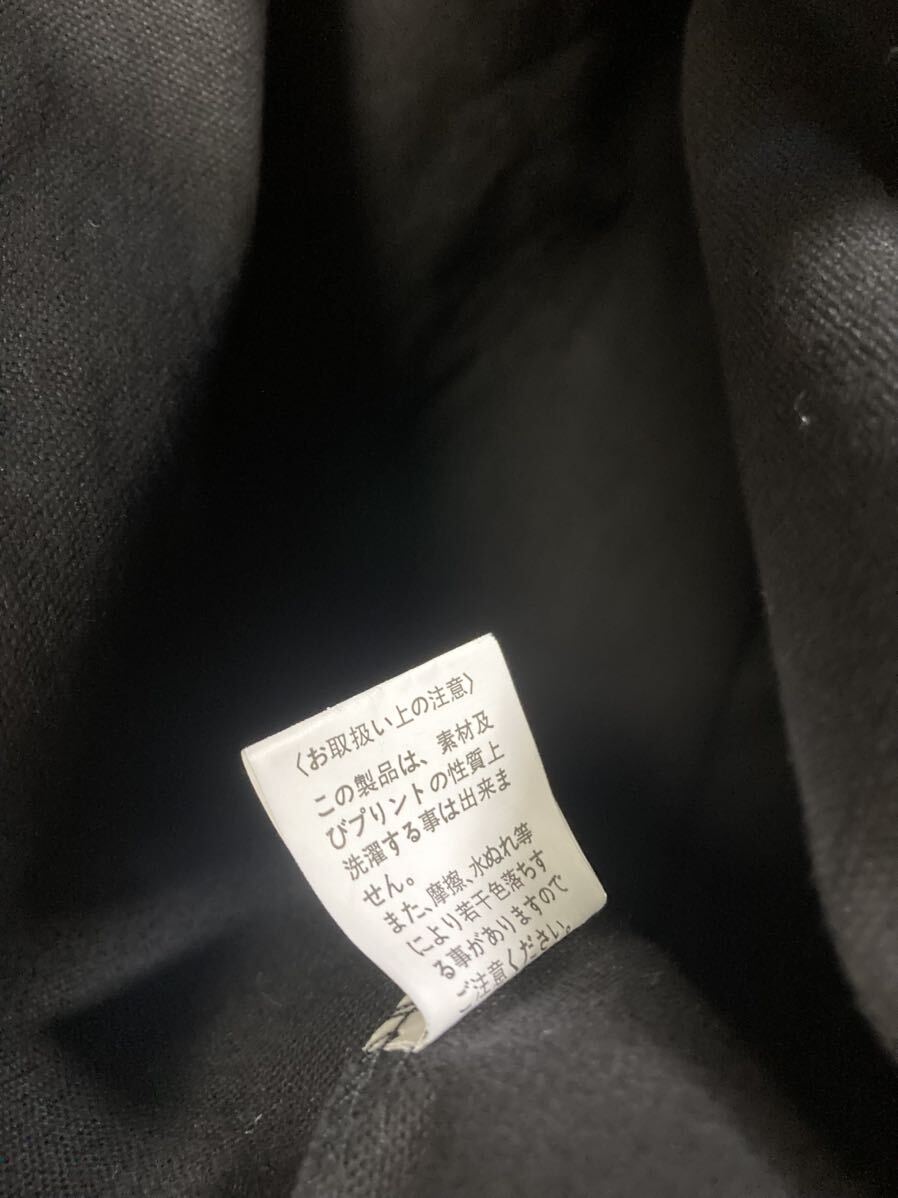 〈お取扱い上の注意〉
この製品は、素材及
びプリントの性質上
洗濯する事は出来ま
せん。
また、摩擦、水ぬれ等
により若干色落ちす
る事がありますので
ご注意ください。